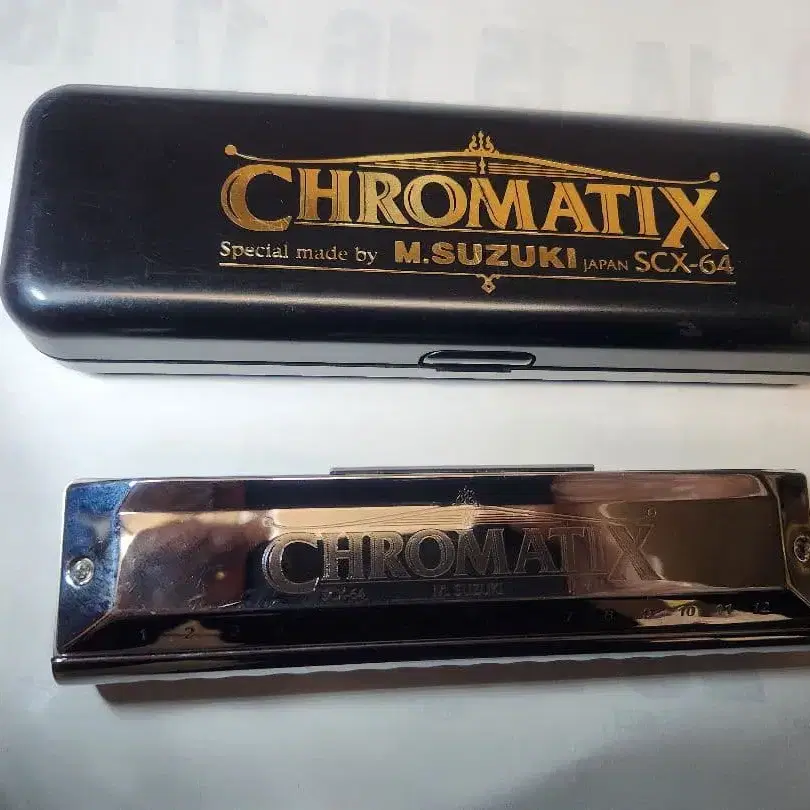 CHROMATIX
Special made by M.SUZUKI JAPAN SCX-64
CHROMATIX
SCX-64 M.SUZUKI
1 2 3 7 8 9 10 11 12